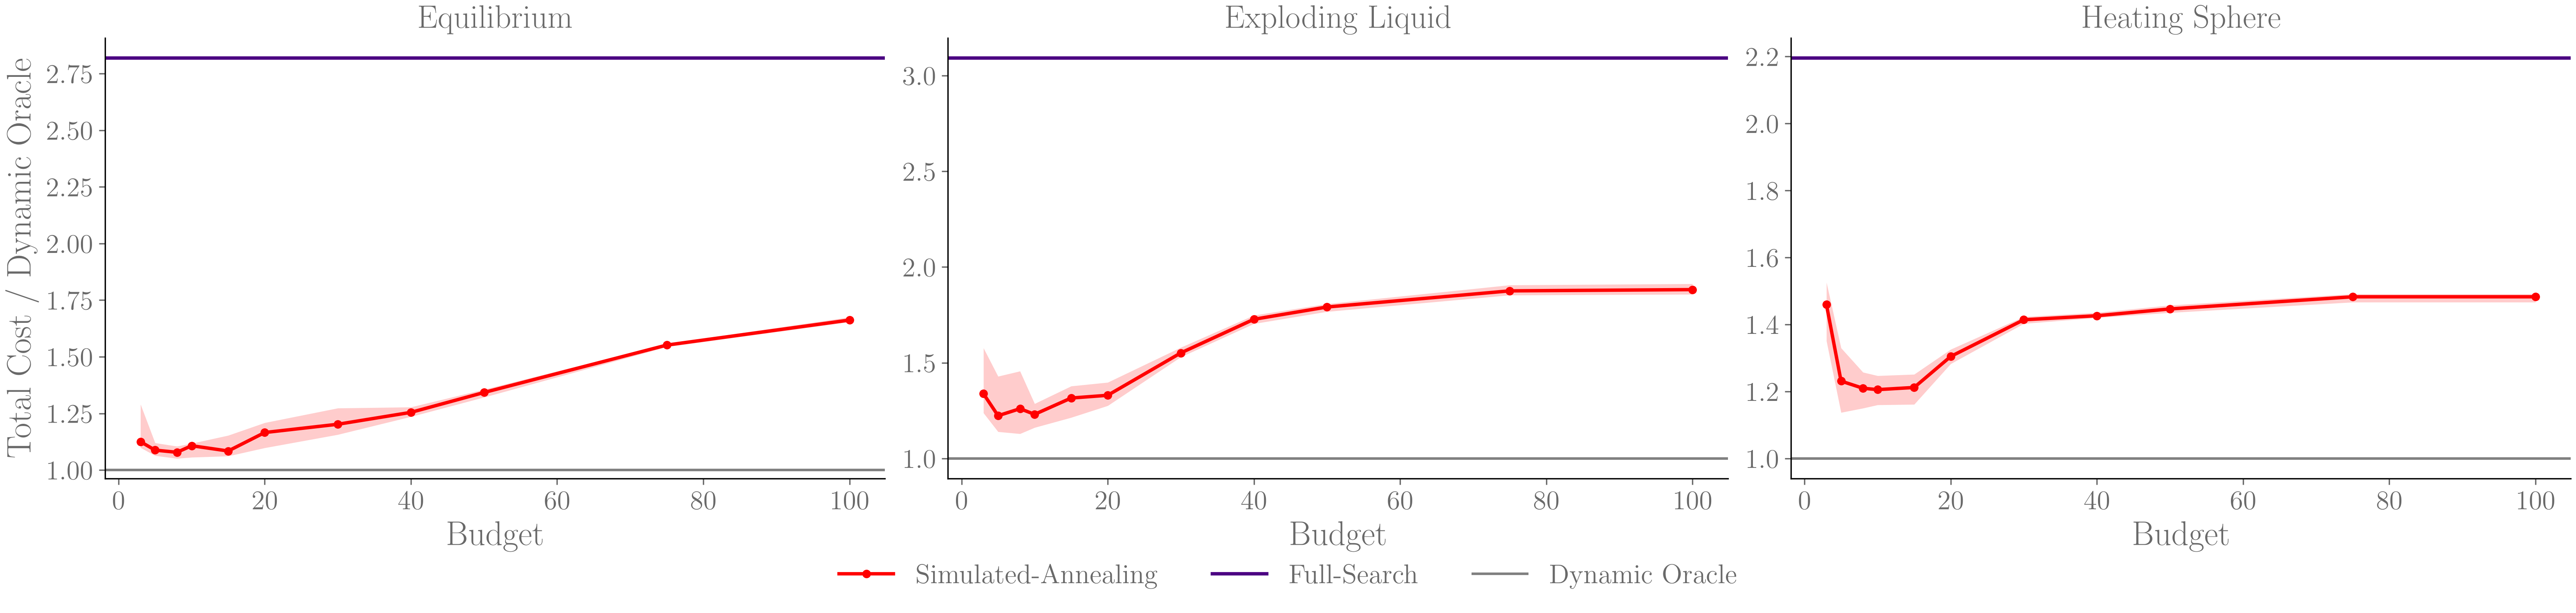 Equilibrium
Exploding Liquid
Heating Sphere
Total Cost / Dynamic Oracle
2.75
2.50
2.25
2.00
1.75
1.50
1.25
1.00
0 20 40 60 80 100
Budget
3.0
2.5
2.0
1.5
1.0
0 20 40 60 80 100
Budget
2.2
2.0
1.8
1.6
1.4
1.2
1.0
0 20 40 60 80 100
Budget
Simulated-Annealing Full-Search Dynamic Oracle